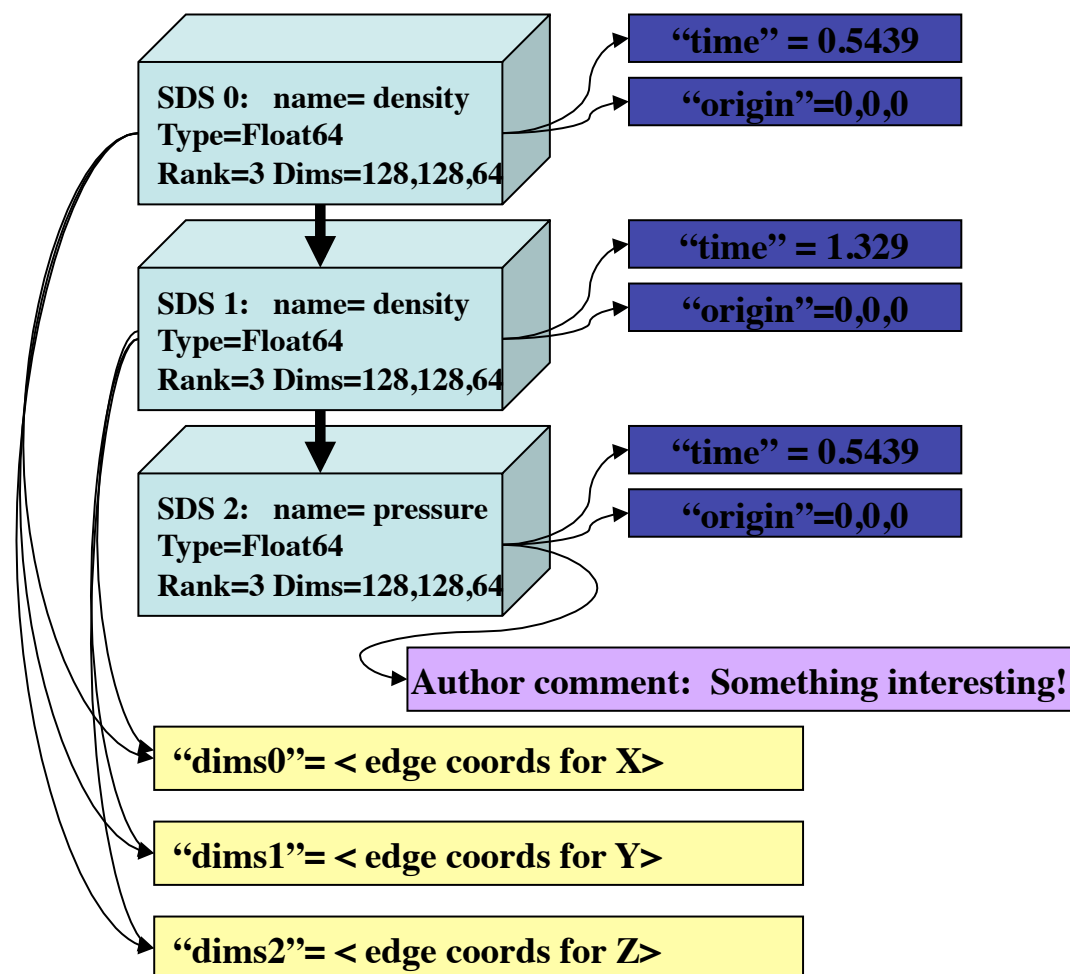 “time” = 0.5439
SDS 0:   name= density
Type=Float64
Rank=3 Dims=128,128,64
“origin”=0,0,0
“time” = 1.329
SDS 1:   name= density
Type=Float64
Rank=3 Dims=128,128,64
“origin”=0,0,0
“time” = 0.5439
SDS 2:   name= pressure
Type=Float64
Rank=3 Dims=128,128,64
“origin”=0,0,0
Author comment:  Something interesting!
“dims0”= < edge coords for X>
“dims1”= < edge coords for Y>
“dims2”= < edge coords for Z>